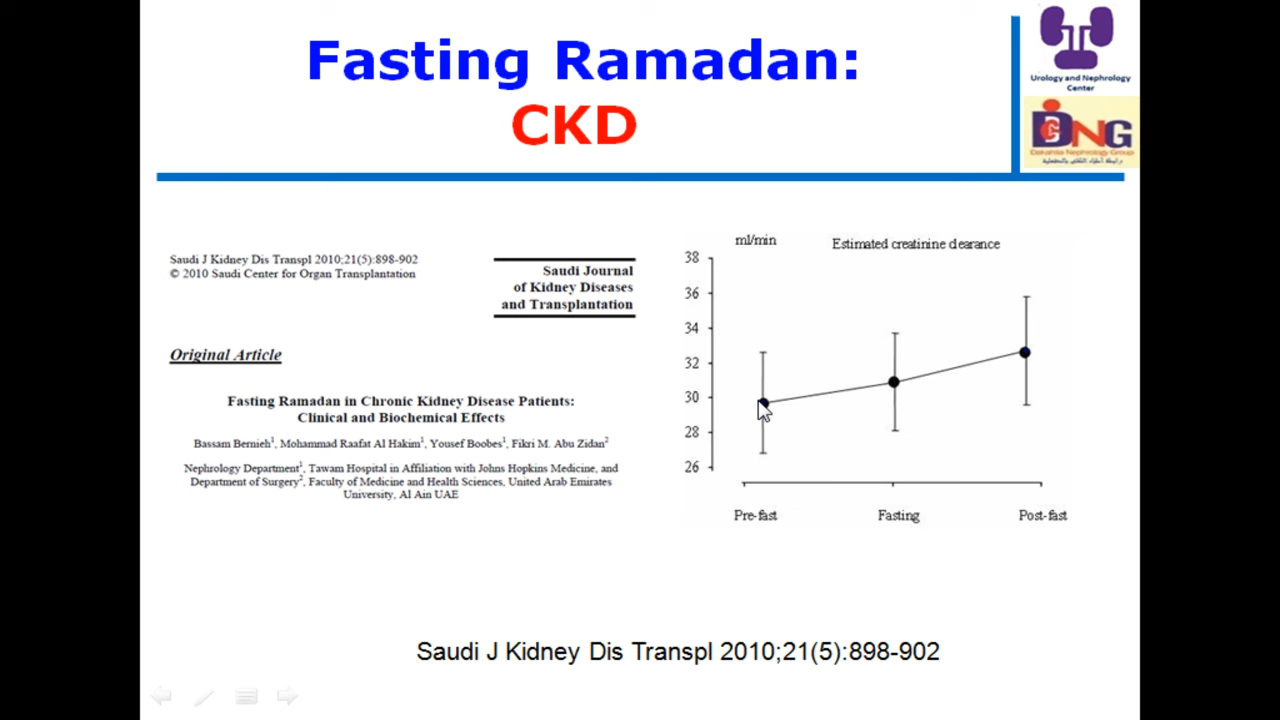 Fasting Ramadan:
CKD
Urology and Nephrology
Center
DNG
Dakahlia Nephrology Group
Saudi J Kidney Dis Transpl 2010;21(5):898-902
© 2010 Saudi Center for Organ Transplantation
Saudi Journal
of Kidney Diseases
and Transplantation
Original Article
Fasting Ramadan in Chronic Kidney Disease Patients:
Clinical and Biochemical Effects
Bassam Bernieh1, Mohammad Raafat Al Hakim1, Yousef Boobes1, Fikri M. Abu Zidan2
Nephrology Department1, Tawam Hospital in Affiliation with Johns Hopkins Medicine, and
Department of Surgery2, Faculty of Medicine and Health Sciences, United Arab Emirates
University, Al Ain UAE
ml/min
Estimated creatinine clearance
38
36
34
32
30
28
26
Pre-fast
Fasting
Post-fast
Saudi J Kidney Dis Transpl 2010;21(5):898-902